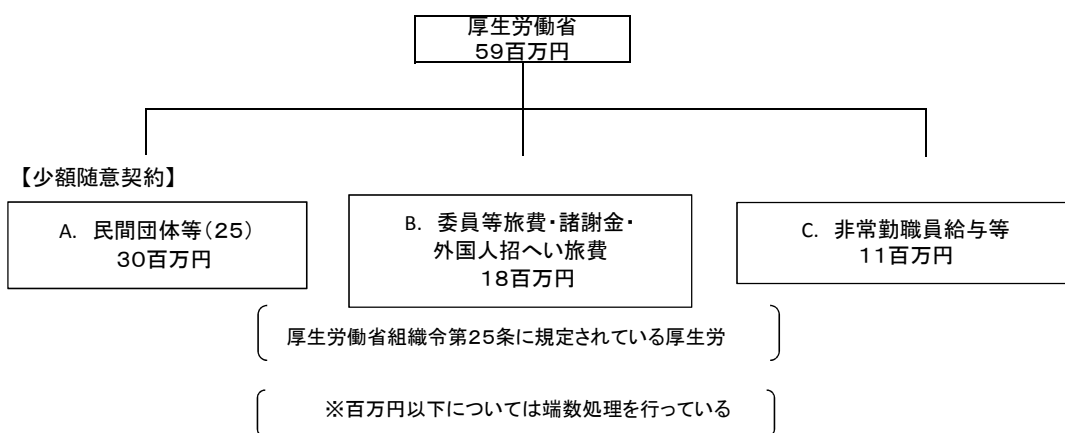 厚生労働省
59百万円
【少額随意契約】
A. 民間団体等(25)
30百万円
B. 委員等旅費・諸謝金・
外国人招へい旅費
18百万円
C. 非常勤職員給与等
11百万円
厚生労働省組織令第25条に規定されている厚生労
※百万円以下については端数処理を行っている